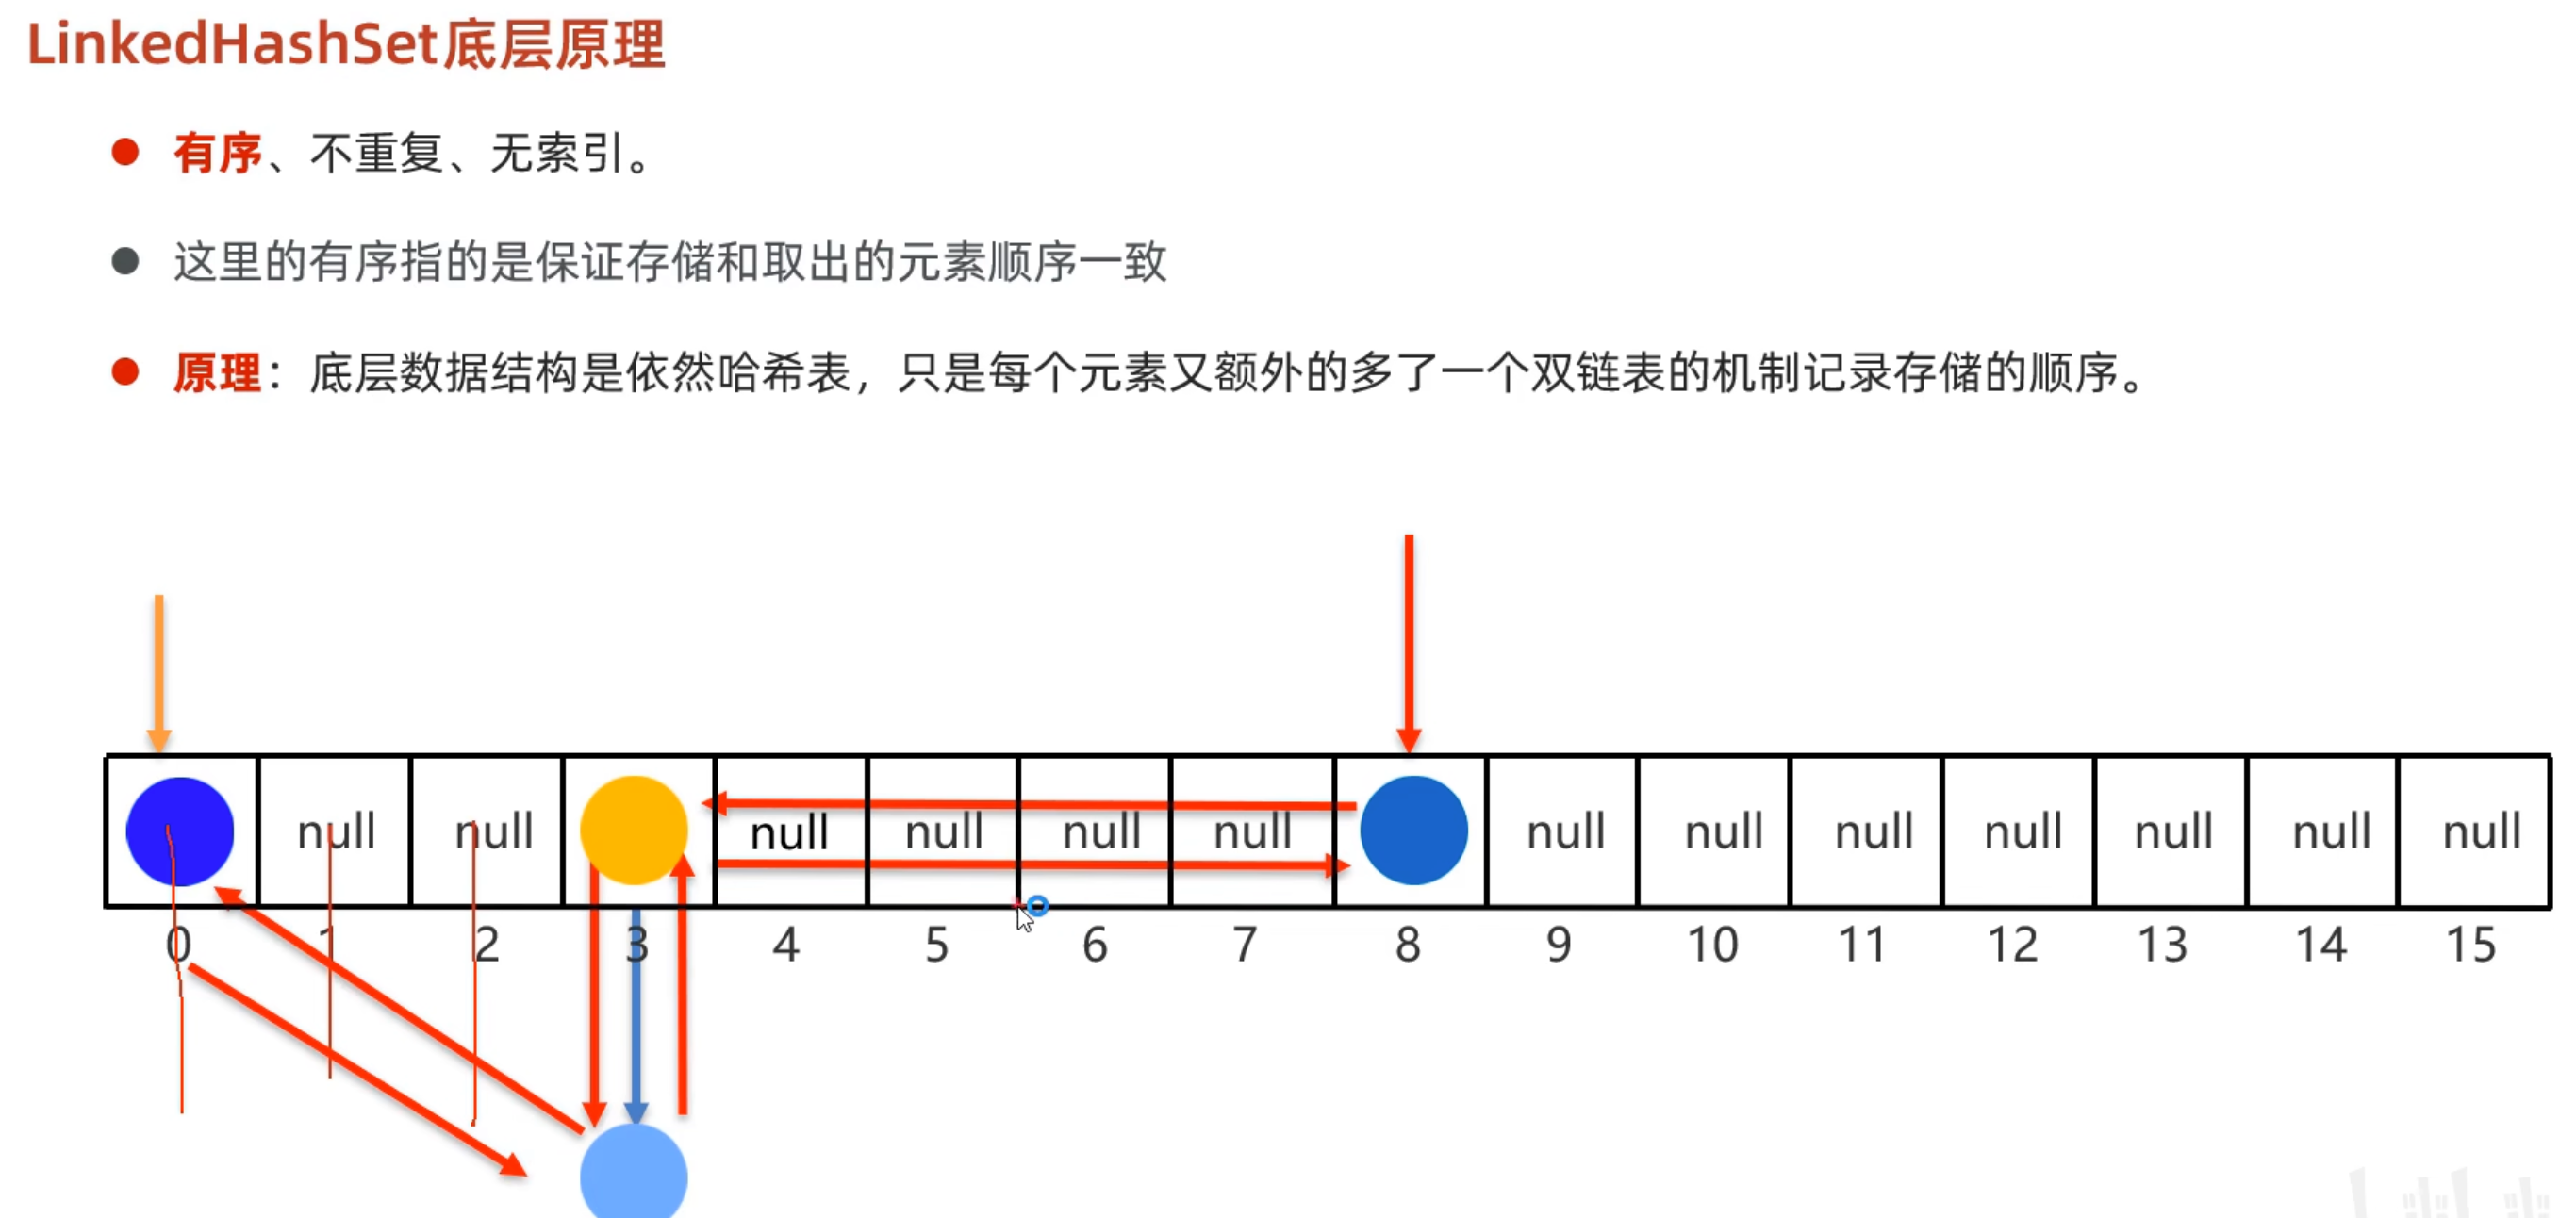 LinkedHashSet底层原理
有序、不重复、无索引。
这里的有序指的是保证存储和取出的元素顺序一致
原理：底层数据结构是依然哈希表，只是每个元素又额外的多了一个双链表的机制记录存储的顺序。
null null null null null null null null null null null null null
0 1 2 3 4 5 6 7 8 9 10 11 12 13 14 15